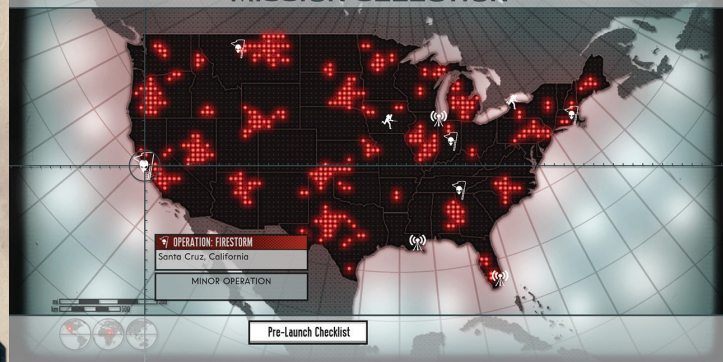 MISSION SELECTION
OPERATION: FIRESTORM
Santa Cruz, California
MINOR OPERATION
Pre-Launch Checklist